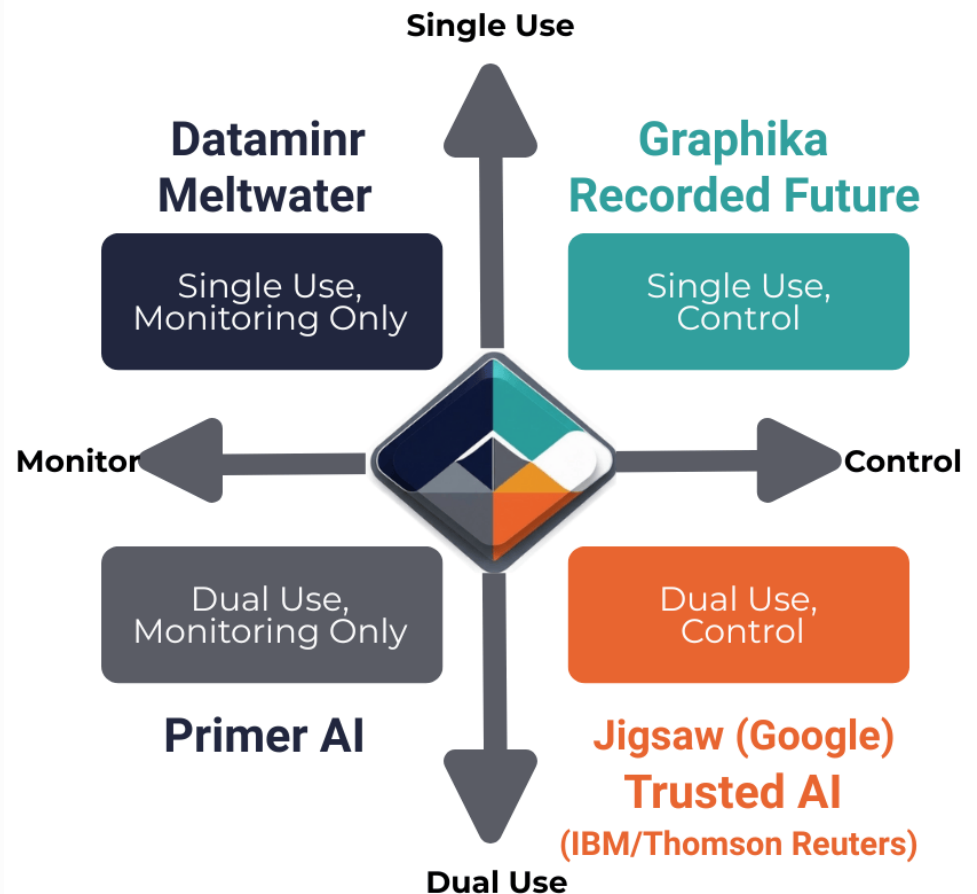 Single Use
Dataminr
Meltwater
Graphika
Recorded Future
Single Use,
Monitoring Only
Single Use,
Control
Monitor
Control
Dual Use,
Monitoring Only
Dual Use,
Control
Primer AI
Jigsaw (Google)
Trusted AI
(IBM/Thomson Reuters)
Dual Use